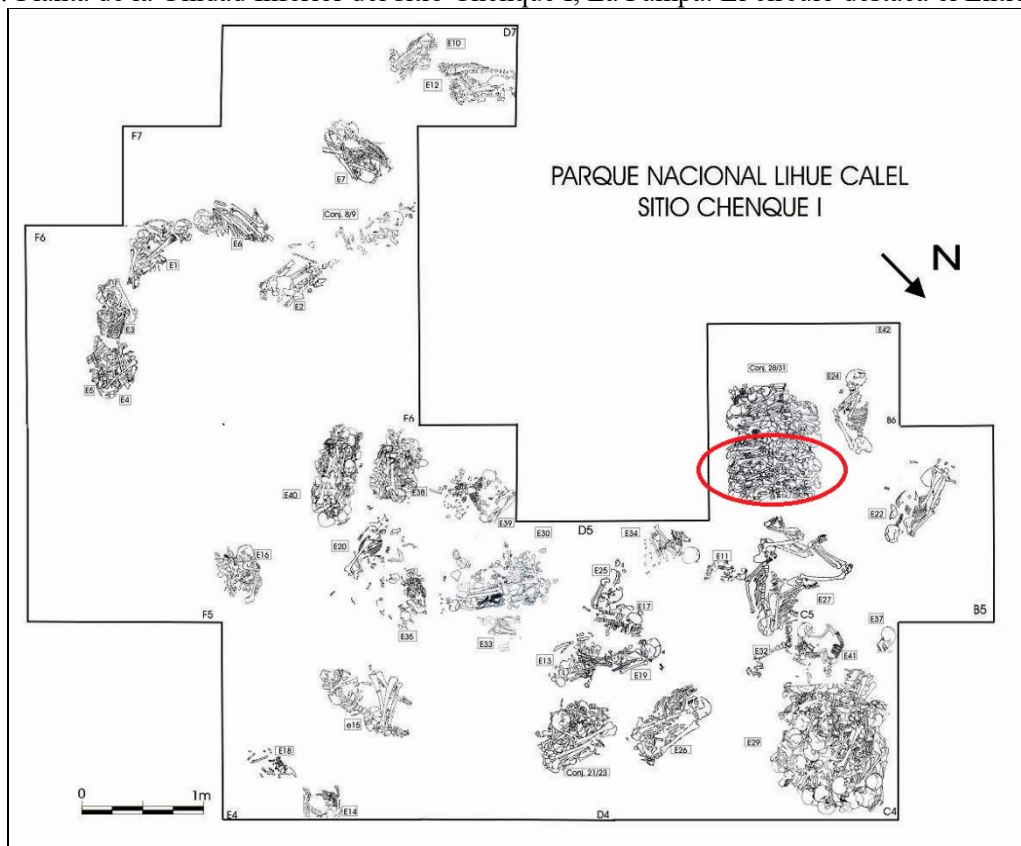 Planta de la Unidad Inferior del sitio Chenque I, La Pampa. El círculo destaca el
D7
E10
E12
F7
E7
PARQUE NACIONAL LIHUE CALEL
SITIO CHENQUE I
Conj. 8/9
F6
E6
E1
N
E2
E3
E42
Conj. 28/31
E24
E5
E4
F6
B6
E40
E38
E39
E22
E30
D5
E34
E20
E16
E11
E25
E27
F5
E17
C5
B5
E35
E33
E37
E32
E13
E41
E19
e15
E29
E26
E18
Conj. 21/23
0
1m
E14
E4
D4
C4